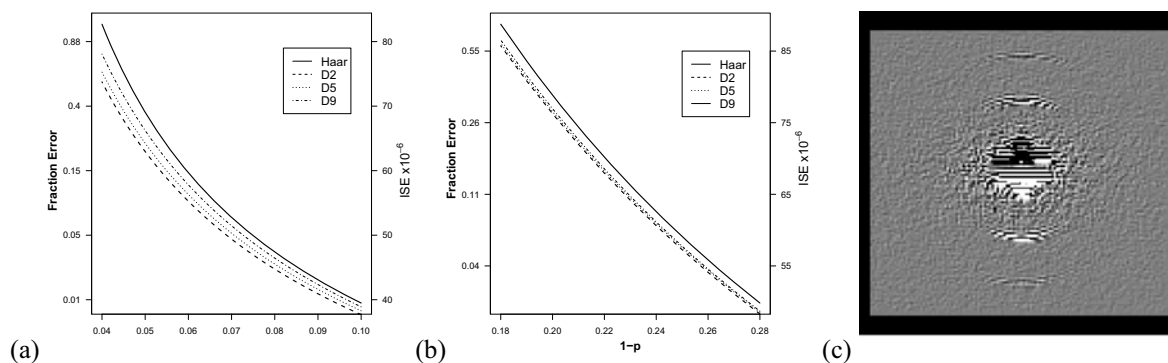 0.88
0.4
0.15
0.05
0.01
Fraction Error
Haar
D2
D5
D9
80
70
60
50
40
ISE x10⁻⁶
0.04
0.05
0.06
0.07
0.08
0.09
0.10
(a)
0.55
0.26
0.11
0.04
Fraction Error
Haar
D2
D5
D9
85
75
65
55
ISE x10⁻⁶
0.18
0.20
0.22
0.24
0.26
0.28
1−p
(b)
(c)